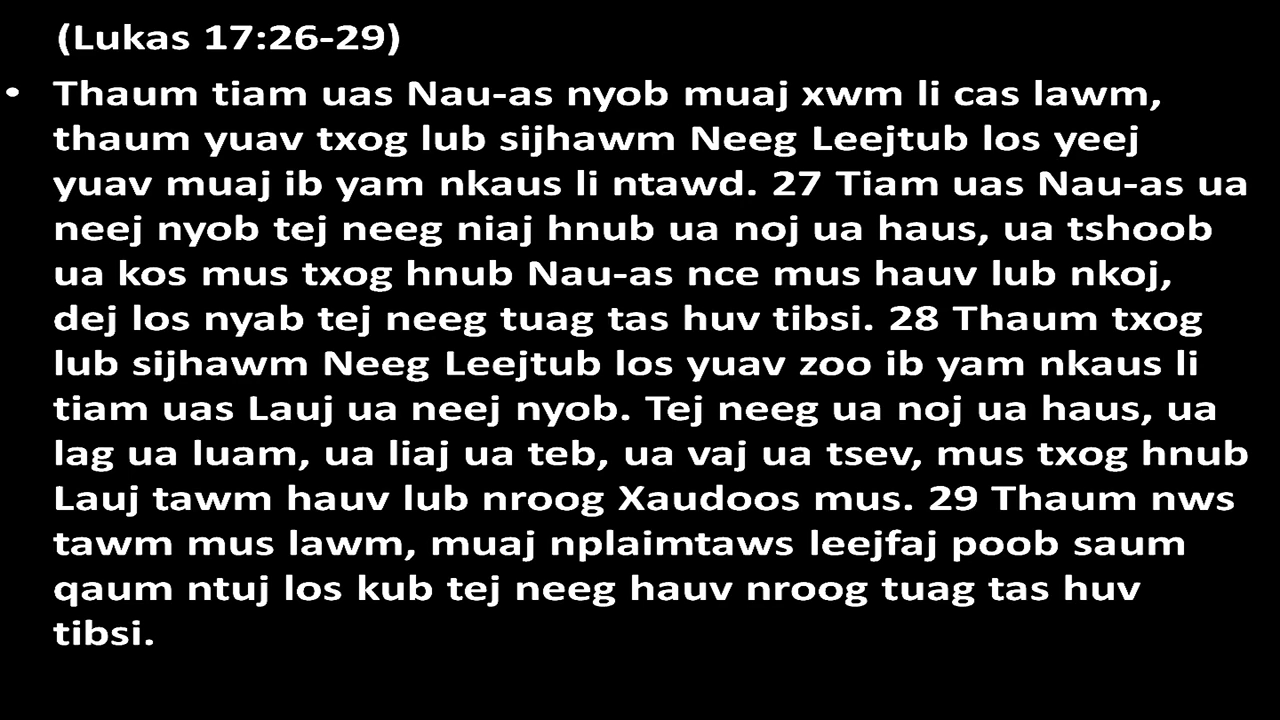 (Lukas 17:26-29)
• Thaum tiam uas Nau-as nyob muaj xwm li cas lawm,
thaum yuav txog lub sijhawm Neeg Leejtub los yeej
yuav muaj ib yam nkaus li ntawd. 27 Tiam uas Nau-as ua
neej nyob tej neeg niaj hnub ua noj ua haus, ua tshoob
ua kos mus txog hnub Nau-as nce mus hauv lub nkoj,
dej los nyab tej neeg tuag tas huv tibsi. 28 Thaum txog
lub sijhawm Neeg Leejtub los yuav zoo ib yam nkaus li
tiam uas Lauj ua neej nyob. Tej neeg ua noj ua haus, ua
lag ua luam, ua liaj ua teb, ua vaj ua tsev, mus txog hnub
Lauj tawm hauv lub nroog Xaudoos mus. 29 Thaum nws
tawm mus lawm, muaj nplaimtaws leejfaj poob saum
qaum ntuj los kub tej neeg hauv nroog tuag tas huv
tibsi.